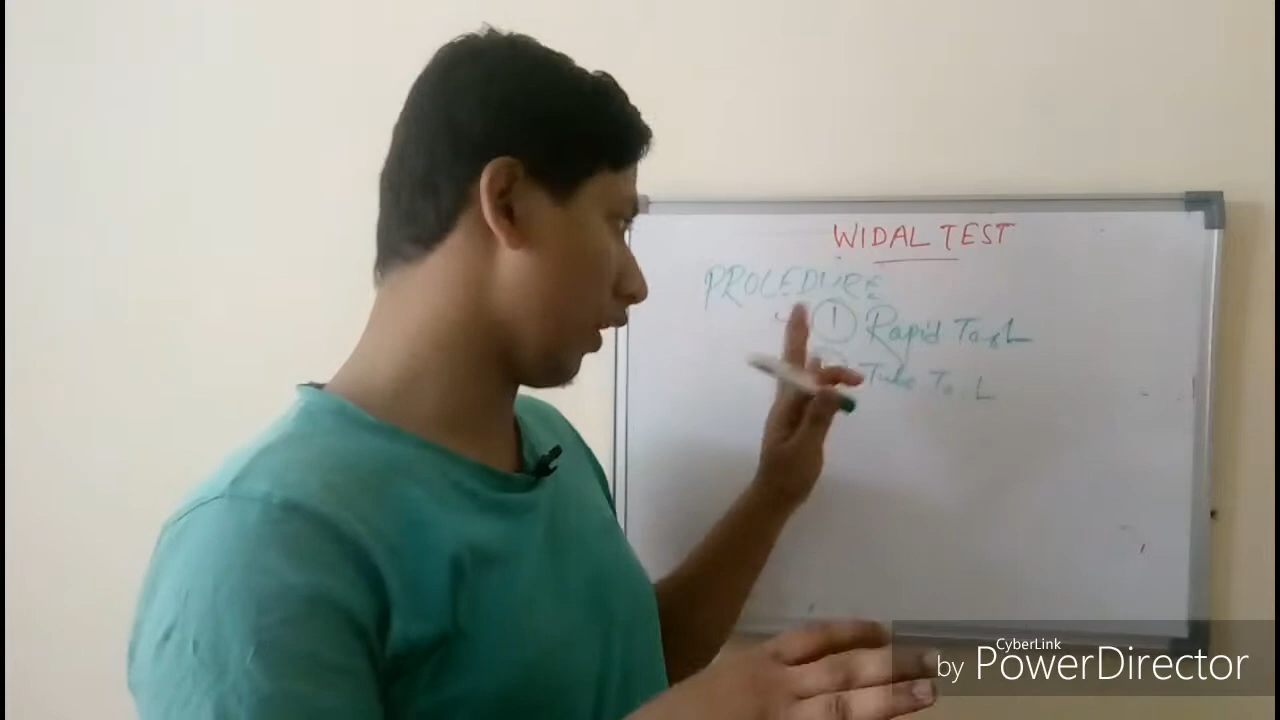 WIDAL TEST
PROCEDURE
1 Rapid Test
Tube Test
CyberLink
by PowerDirector